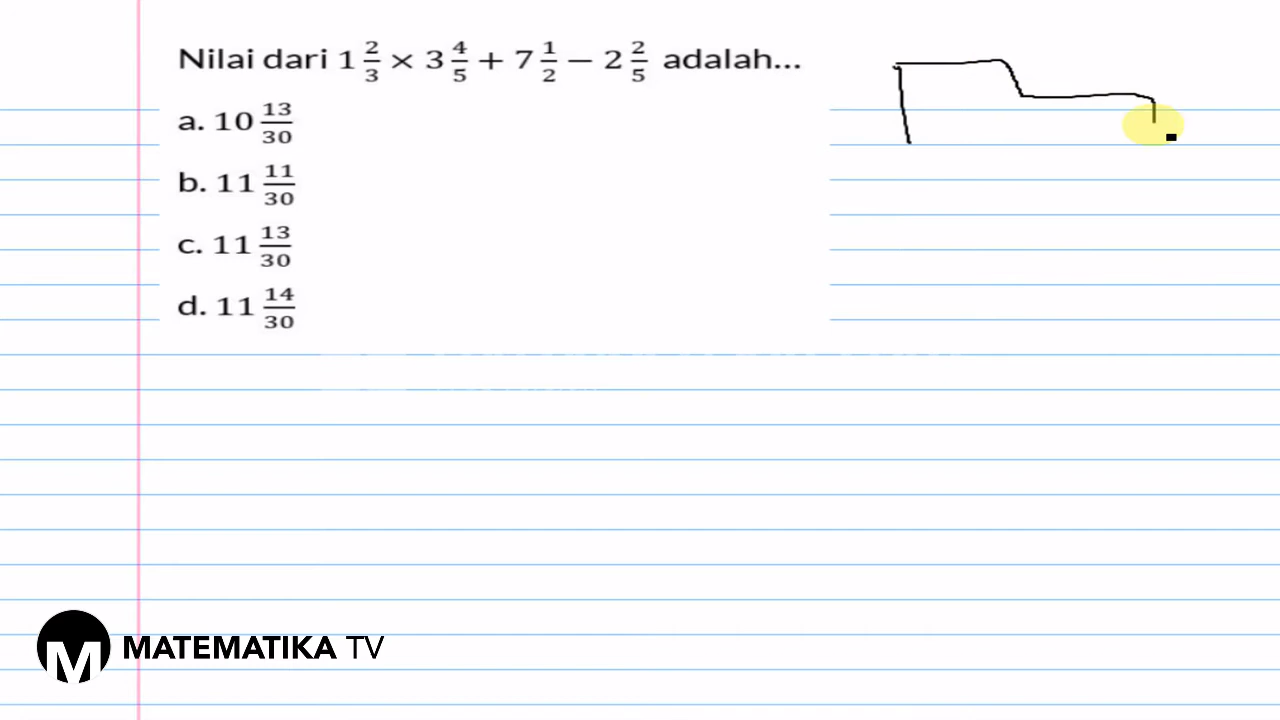 Nilai dari 1 2/3 × 3 4/5 + 7 1/2 − 2 2/5 adalah...
a. 10 13/30
b. 11 11/30
c. 11 13/30
d. 11 14/30
M MATEMATIKA TV